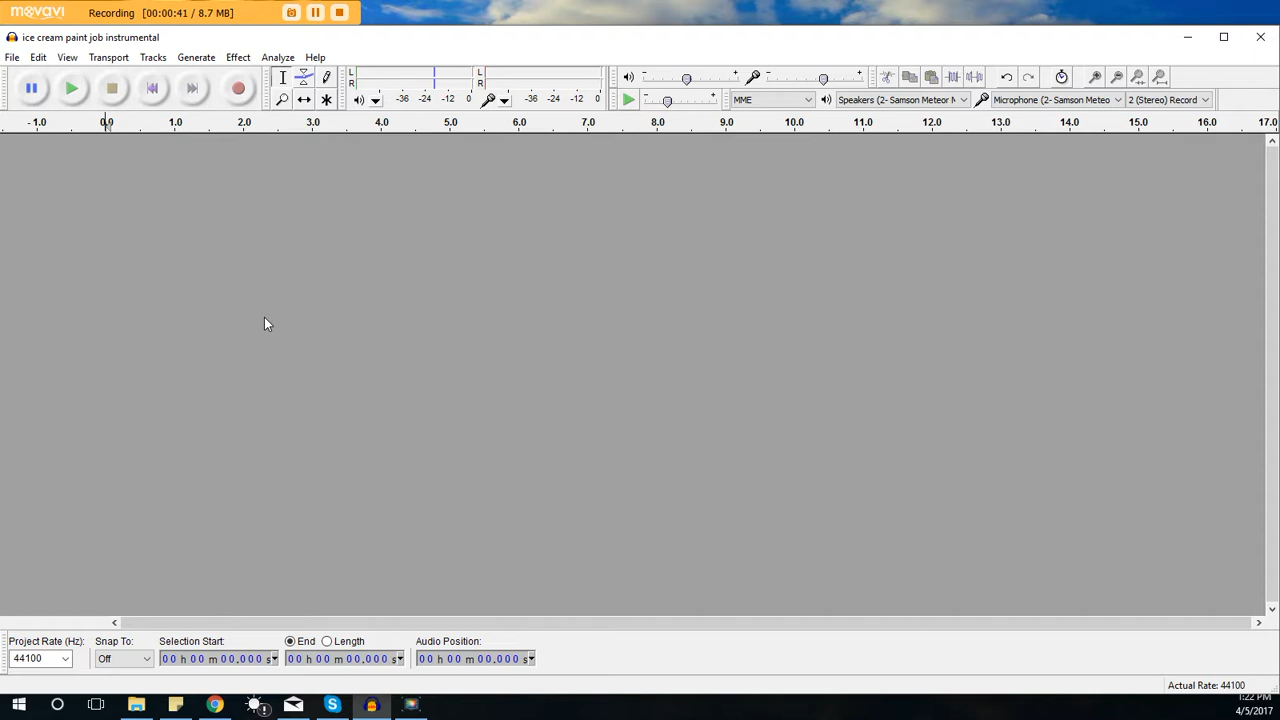 movavi Recording [00:00:41 / 8.7 MB]
ice cream paint job instrumental
File Edit View Transport Tracks Generate Effect Analyze Help
L R -36 -24 -12 0 L R -36 -24 -12 0
MME Speakers (2- Samson Meteor M Microphone (2- Samson Meteo 2 (Stereo) Record
- 1.0 0.0 1.0 2.0 3.0 4.0 5.0 6.0 7.0 8.0 9.0 10.0 11.0 12.0 13.0 14.0 15.0 16.0 17.0
Project Rate (Hz): Snap To: Selection Start: End Length Audio Position:
44100 Off 00 h 00 m 00.000 s 00 h 00 m 00.000 s 00 h 00 m 00.000 s
Actual Rate: 44100
1:22 PM
4/5/2017